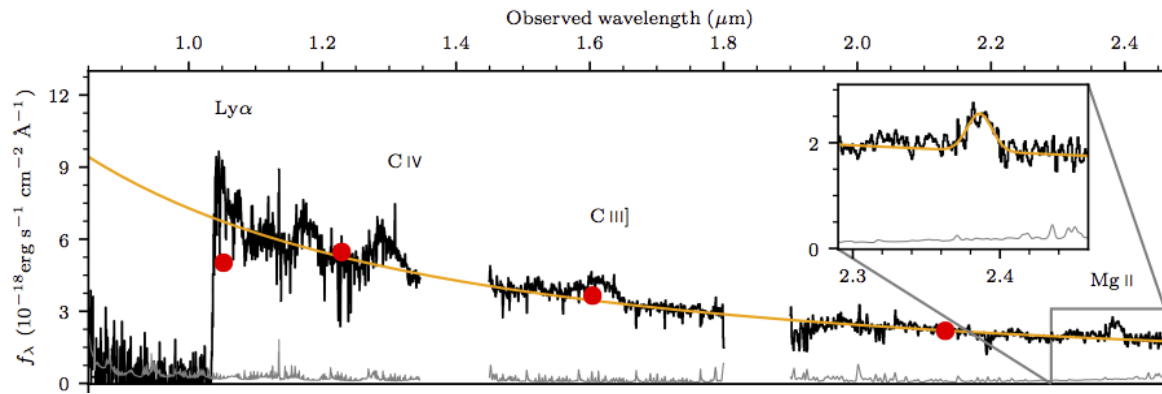 Observed wavelength (μm)
1.0 1.2 1.4 1.6 1.8 2.0 2.2 2.4
12
9
6
3
0
f_λ (10⁻¹⁸erg s⁻¹ cm⁻² Å⁻¹)
Lyα
C IV
C III]
Mg II
2
0
2.3 2.4